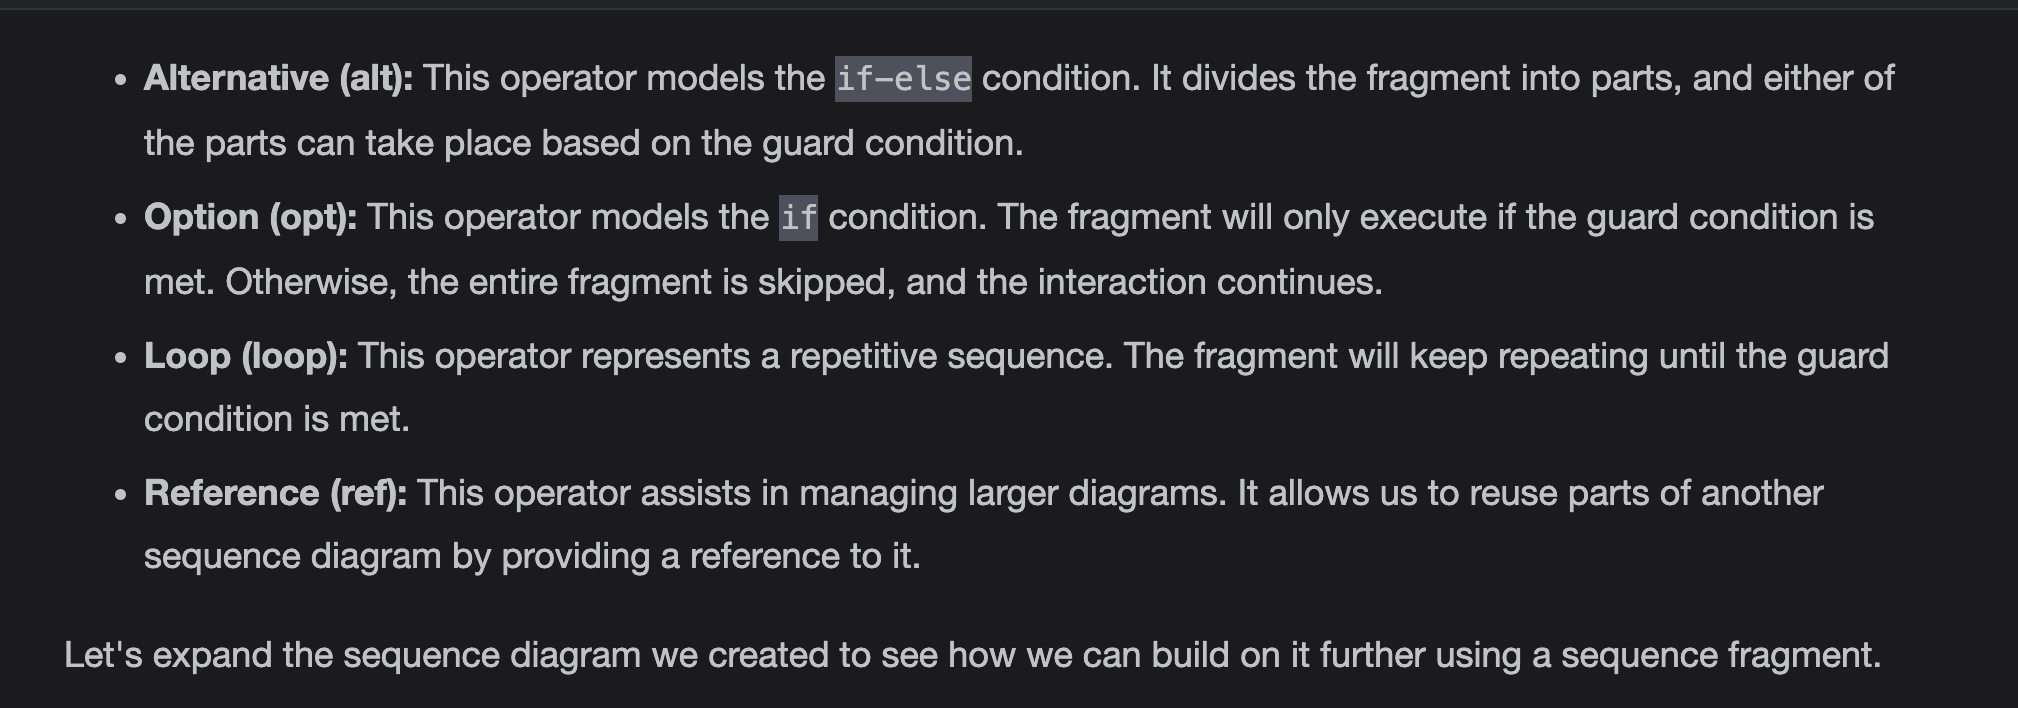 • Alternative (alt): This operator models the if-else condition. It divides the fragment into parts, and either of
the parts can take place based on the guard condition.
• Option (opt): This operator models the if condition. The fragment will only execute if the guard condition is
met. Otherwise, the entire fragment is skipped, and the interaction continues.
• Loop (loop): This operator represents a repetitive sequence. The fragment will keep repeating until the guard
condition is met.
• Reference (ref): This operator assists in managing larger diagrams. It allows us to reuse parts of another
sequence diagram by providing a reference to it.
Let's expand the sequence diagram we created to see how we can build on it further using a sequence fragment.